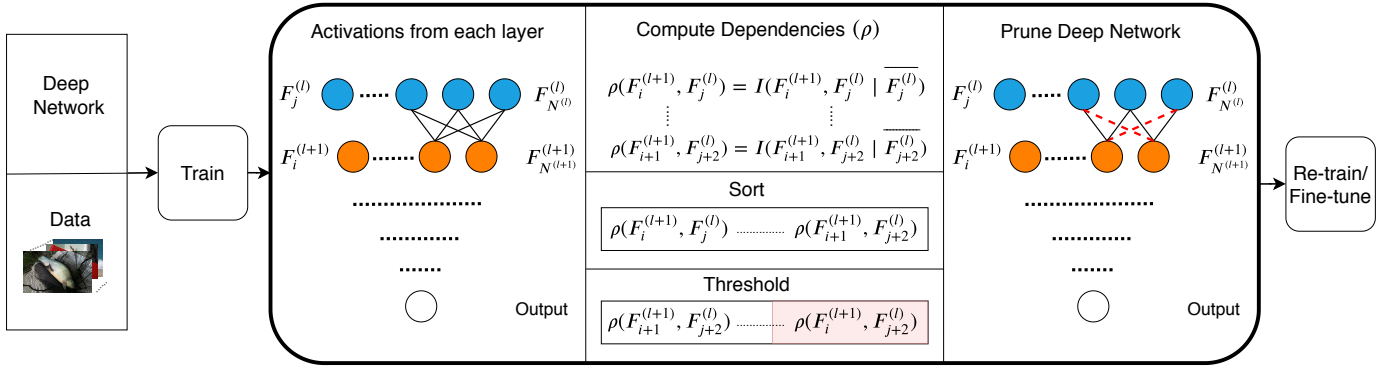 Deep
Network
Data
Train
Activations from each layer
F_j^{(l)} ..... F_{N^{(l)}}^{(l)}
F_i^{(l+1)} ....... F_{N^{(l+1)}}^{(l+1)}
Output
Compute Dependencies (ρ)
ρ(F_i^{(l+1)}, F_j^{(l)}) = I(F_i^{(l+1)}, F_j^{(l)} | \overline{F_j^{(l)}})
ρ(F_{i+1}^{(l+1)}, F_{j+2}^{(l)}) = I(F_{i+1}^{(l+1)}, F_{j+2}^{(l)} | \overline{F_{j+2}^{(l)}})
Sort
ρ(F_i^{(l+1)}, F_j^{(l)}) ............ ρ(F_{i+1}^{(l+1)}, F_{j+2}^{(l)})
Threshold
ρ(F_{i+1}^{(l+1)}, F_{j+2}^{(l)}) ............ ρ(F_i^{(l+1)}, F_{j+2}^{(l)})
Prune Deep Network
F_j^{(l)} ..... F_{N^{(l)}}^{(l)}
F_i^{(l+1)} ....... F_{N^{(l+1)}}^{(l+1)}
Output
Re-train/
Fine-tune